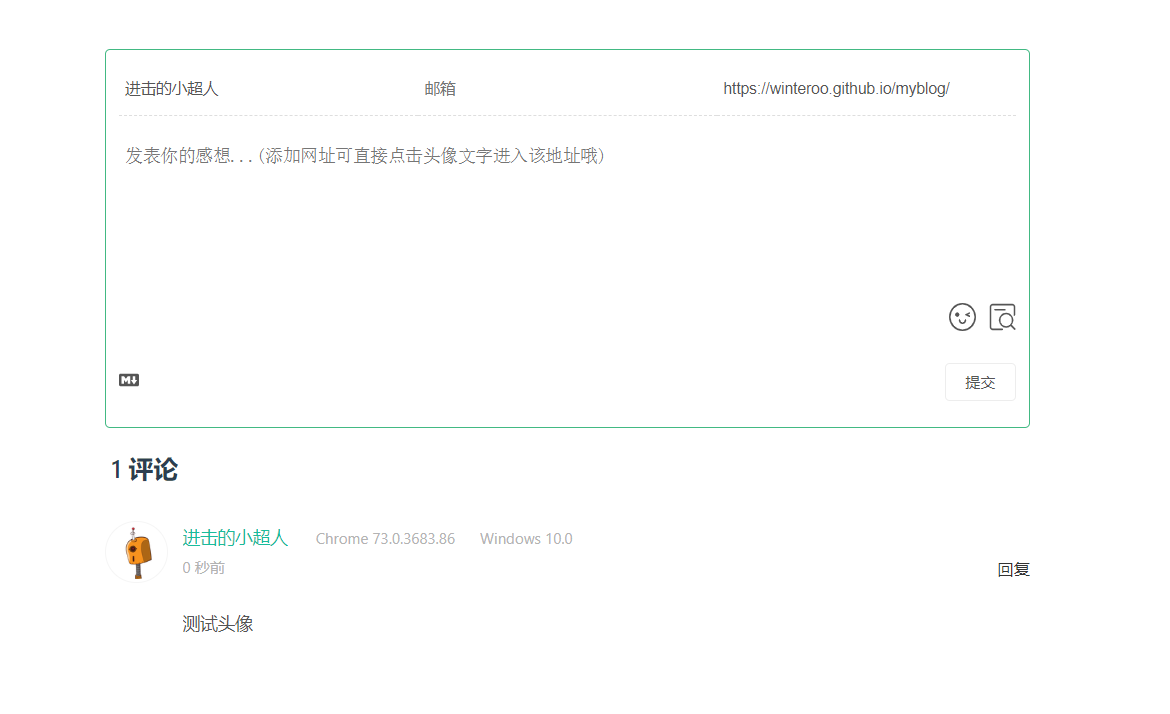 进击的小超人 邮箱 https://winteroo.github.io/myblog/
发表你的感想...(添加网址可直接点击头像文字进入该地址哦)
M↓ 提交
1 评论
进击的小超人 Chrome 73.0.3683.86 Windows 10.0
0 秒前
回复
测试头像